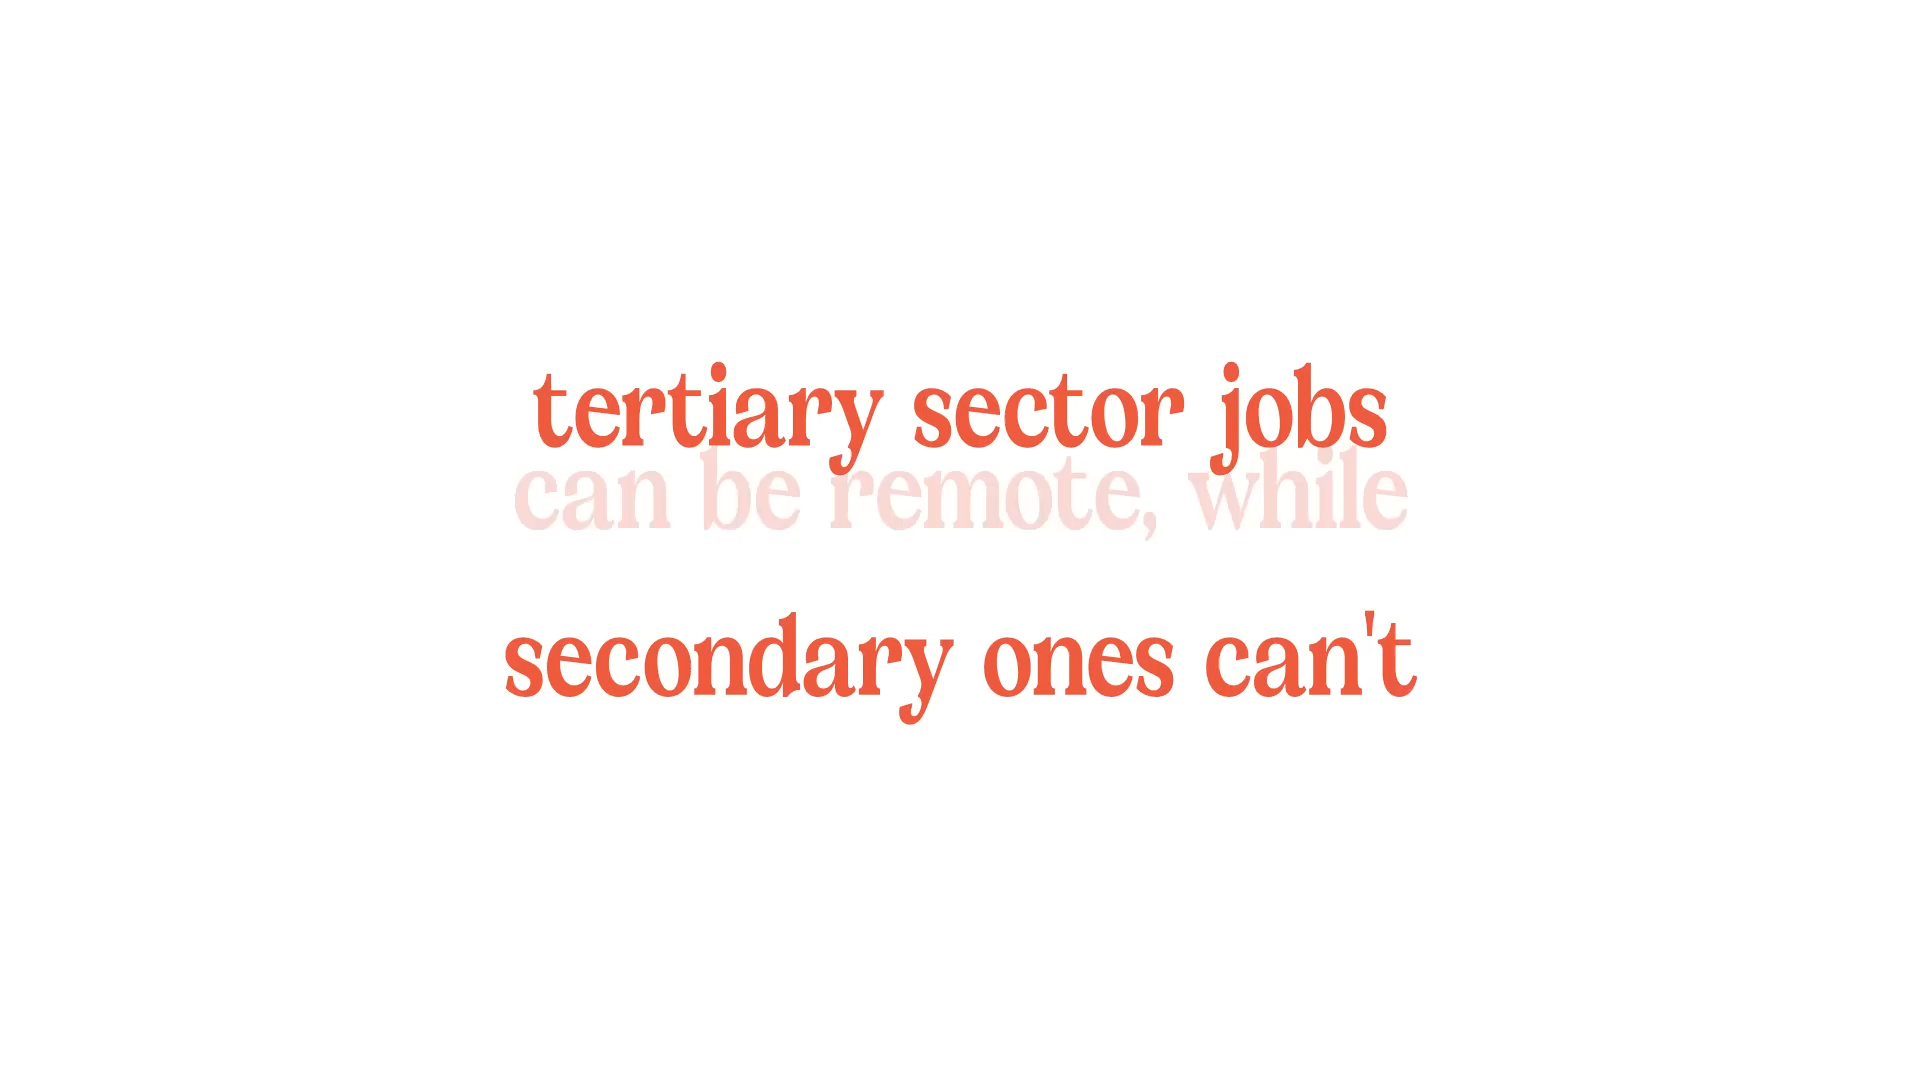 tertiary sector jobs
can be remote, while
secondary ones can't